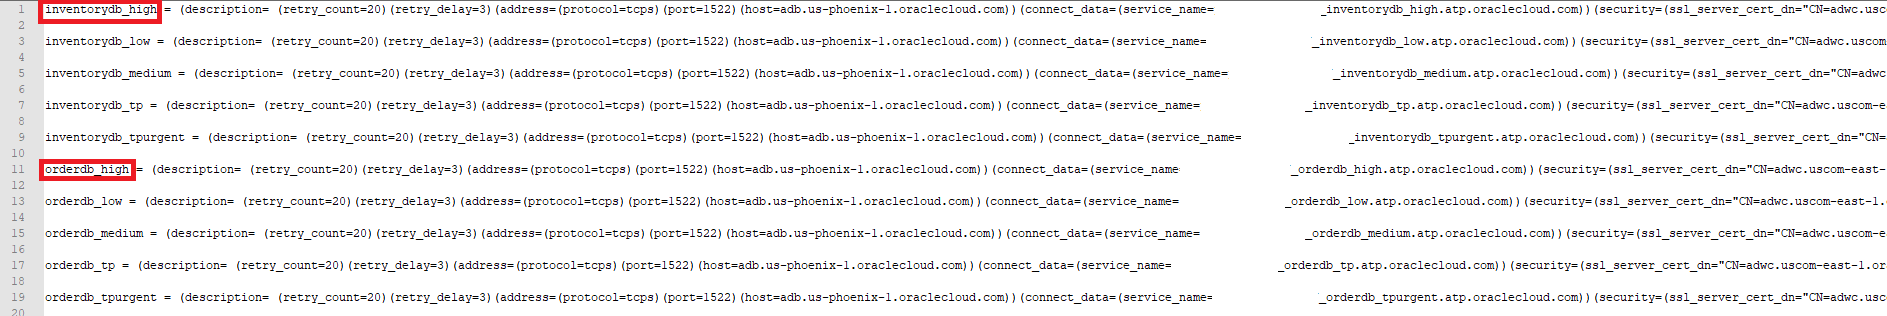 1 inventorydb_high = (description= (retry_count=20)(retry_delay=3)(address=(protocol=tcps)(port=1522)(host=adb.us-phoenix-1.oraclecloud.com))(connect_data=(service_name= _inventorydb_high.atp.oraclecloud.com))(security=(ssl_server_cert_dn="CN=adwc.uscom
2
3 inventorydb_low = (description= (retry_count=20)(retry_delay=3)(address=(protocol=tcps)(port=1522)(host=adb.us-phoenix-1.oraclecloud.com))(connect_data=(service_name= _inventorydb_low.atp.oraclecloud.com))(security=(ssl_server_cert_dn="CN=adwc.uscom
4
5 inventorydb_medium = (description= (retry_count=20)(retry_delay=3)(address=(protocol=tcps)(port=1522)(host=adb.us-phoenix-1.oraclecloud.com))(connect_data=(service_name= _inventorydb_medium.atp.oraclecloud.com))(security=(ssl_server_cert_dn="CN=adwc
6
7 inventorydb_tp = (description= (retry_count=20)(retry_delay=3)(address=(protocol=tcps)(port=1522)(host=adb.us-phoenix-1.oraclecloud.com))(connect_data=(service_name= _inventorydb_tp.atp.oraclecloud.com))(security=(ssl_server_cert_dn="CN=adwc.uscom-e
8
9 inventorydb_tpurgent = (description= (retry_count=20)(retry_delay=3)(address=(protocol=tcps)(port=1522)(host=adb.us-phoenix-1.oraclecloud.com))(connect_data=(service_name= _inventorydb_tpurgent.atp.oraclecloud.com))(security=(ssl_server_cert_dn="CN=
10
11 orderdb_high = (description= (retry_count=20)(retry_delay=3)(address=(protocol=tcps)(port=1522)(host=adb.us-phoenix-1.oraclecloud.com))(connect_data=(service_name _orderdb_high.atp.oraclecloud.com))(security=(ssl_server_cert_dn="CN=adwc.uscom-east-
12
13 orderdb_low = (description= (retry_count=20)(retry_delay=3)(address=(protocol=tcps)(port=1522)(host=adb.us-phoenix-1.oraclecloud.com))(connect_data=(service_name= _orderdb_low.atp.oraclecloud.com))(security=(ssl_server_cert_dn="CN=adwc.uscom-east-1.
14
15 orderdb_medium = (description= (retry_count=20)(retry_delay=3)(address=(protocol=tcps)(port=1522)(host=adb.us-phoenix-1.oraclecloud.com))(connect_data=(service_name= _orderdb_medium.atp.oraclecloud.com))(security=(ssl_server_cert_dn="CN=adwc.uscom-east
16
17 orderdb_tp = (description= (retry_count=20)(retry_delay=3)(address=(protocol=tcps)(port=1522)(host=adb.us-phoenix-1.oraclecloud.com))(connect_data=(service_name= _orderdb_tp.atp.oraclecloud.com))(security=(ssl_server_cert_dn="CN=adwc.uscom-east-1.or
18
19 orderdb_tpurgent = (description= (retry_count=20)(retry_delay=3)(address=(protocol=tcps)(port=1522)(host=adb.us-phoenix-1.oraclecloud.com))(connect_data=(service_name= _orderdb_tpurgent.atp.oraclecloud.com))(security=(ssl_server_cert_dn="CN=adwc.usc
20